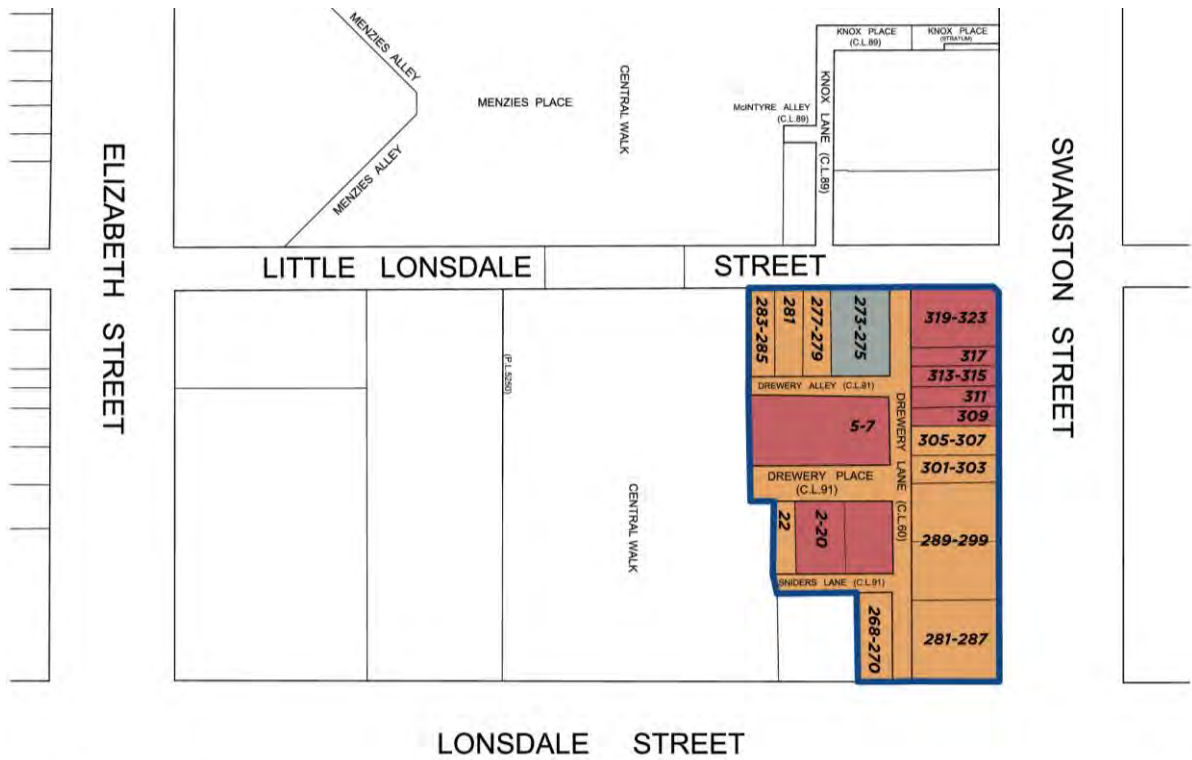 MENZIES ALLEY
MENZIES PLACE
CENTRAL WALK
KNOX PLACE
(C.L.89)
KNOX PLACE
(STRATUM)
McINTYRE ALLEY
(C.L.89)
KNOX LANE (C.L.89)
MENZIES ALLEY
ELIZABETH STREET
SWANSTON STREET
LITTLE LONSDALE STREET
283-285
281
277-279
273-275
319-323
317
313-315
311
309
305-307
301-303
289-299
281-287
(P.L.5250)
DREWERY ALLEY (C.L.91)
5-7
DREWERY LANE (C.L.60)
DREWERY PLACE
(C.L.91)
22
2-20
SNIDERS LANE (C.L.91)
268-270
CENTRAL WALK
LONSDALE STREET